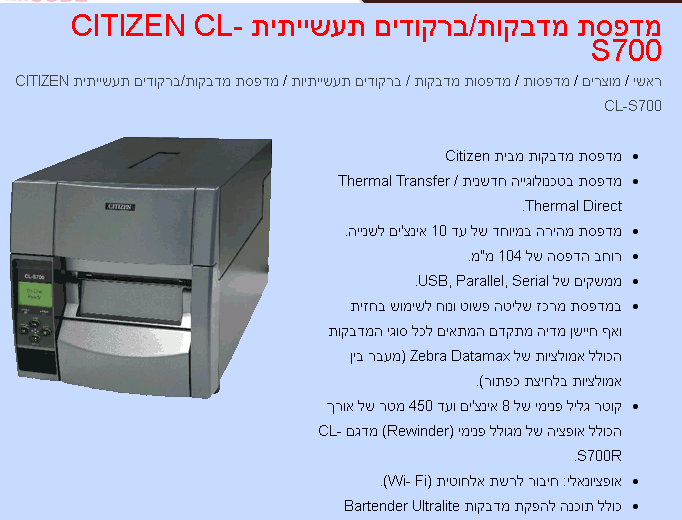 מדפסת מדבקות/ברקודים תעשייתית CITIZEN CL-
S700
ראשי / מוצרים / מדפסות / מדפסות מדבקות / ברקודים תעשייתיות / מדפסת מדבקות/ברקודים תעשייתית CITIZEN
CL-S700
CITIZEN
CL-S700
On Line
Ready
• מדפסת מדבקות מבית Citizen
• מדפסת בטכנולוגייה חדשנית Thermal Transfer /
Thermal Direct.
• מדפסת מהירה במיוחד של עד 10 אינצ'ים לשנייה.
• רוחב הדפסה של 104 מ"מ.
• ממשקים של USB, Parallel, Serial.
• במדפסת מרכז שליטה פשוט ונוח לשימוש בחזית
ואף חיישן מדיה מתקדם המתאים לכל סוגי המדבקות
הכולל אמולציות של Zebra Datamax (מעבר בין
אמולציות בלחיצת כפתור).
• קוטר גליל פנימי של 8 אינצ'ים ועד 450 מטר של אורך
הכולל אופציה של מגולל פנימי (Rewinder) מדגם CL-
S700R.
• אופציונאלי: חיבור לרשת אלחוטית (Wi- Fi).
• כולל תוכנה להפקת מדבקות Bartender Ultralite